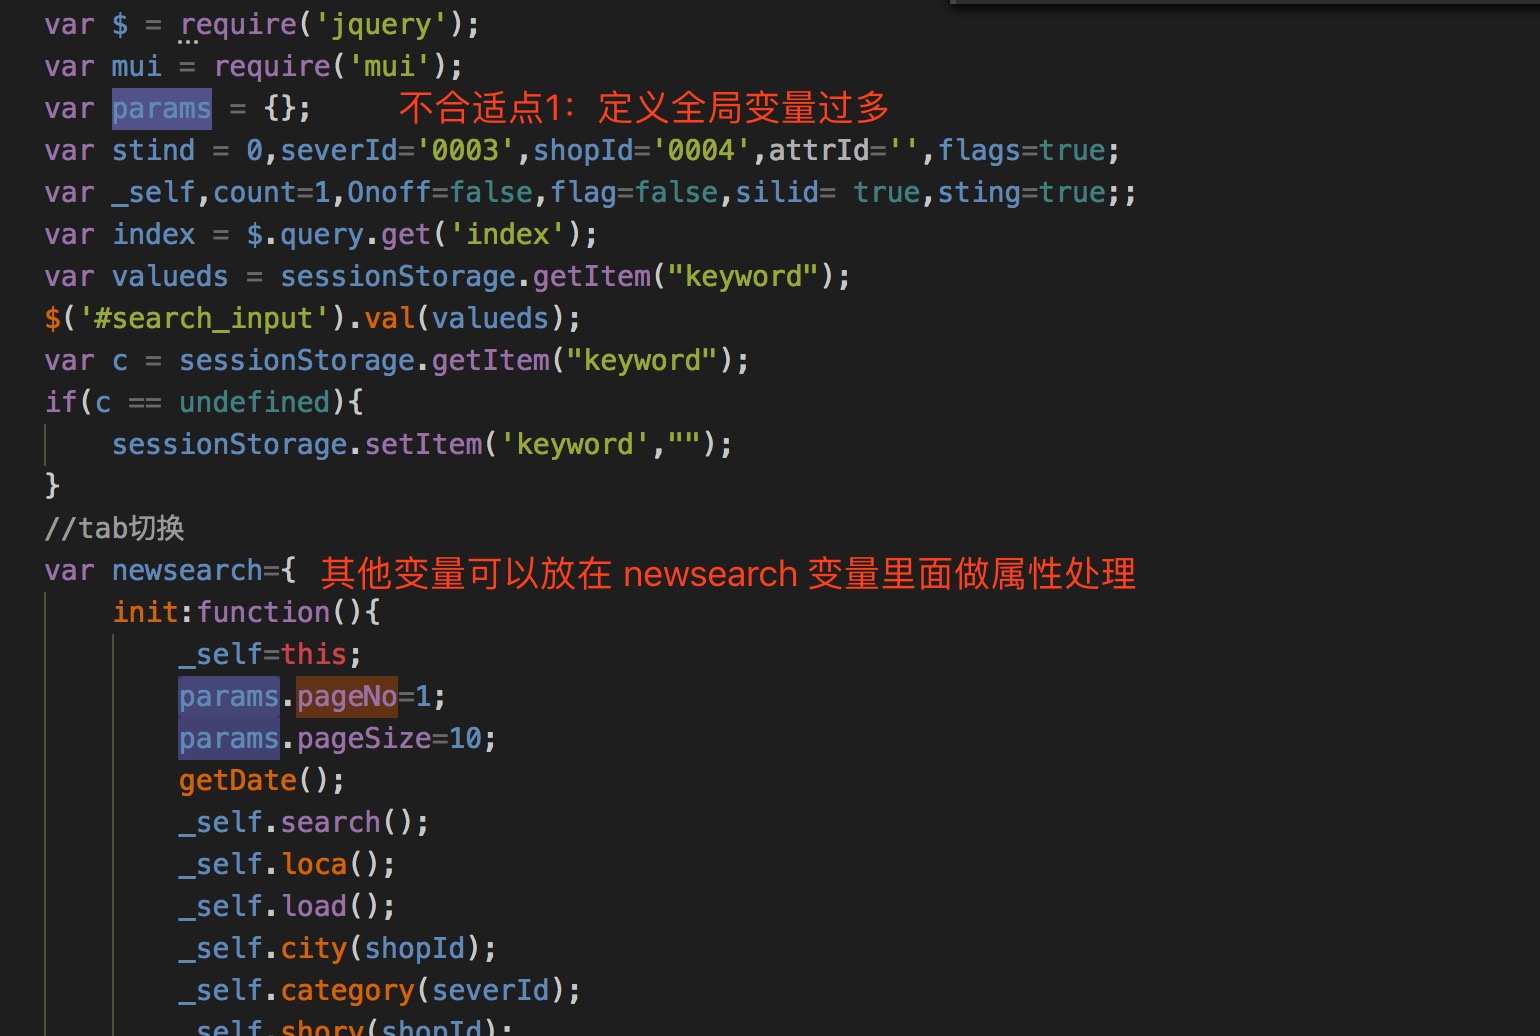 var $ = require('jquery');
var mui = require('mui');
var params = {}; 不合适点1：定义全局变量过多
var stind = 0,severId='0003',shopId='0004',attrId='',flags=true;
var _self,count=1,Onoff=false,flag=false,silid= true,sting=true;;
var index = $.query.get('index');
var valueds = sessionStorage.getItem("keyword");
$('#search_input').val(valueds);
var c = sessionStorage.getItem("keyword");
if(c == undefined){
sessionStorage.setItem('keyword',"");
}
//tab切换
var newsearch={ 其他变量可以放在 newsearch 变量里面做属性处理
init:function(){
_self=this;
params.pageNo=1;
params.pageSize=10;
getDate();
_self.search();
_self.loca();
_self.load();
_self.city(shopId);
_self.category(severId);
_self.shory(shopId);